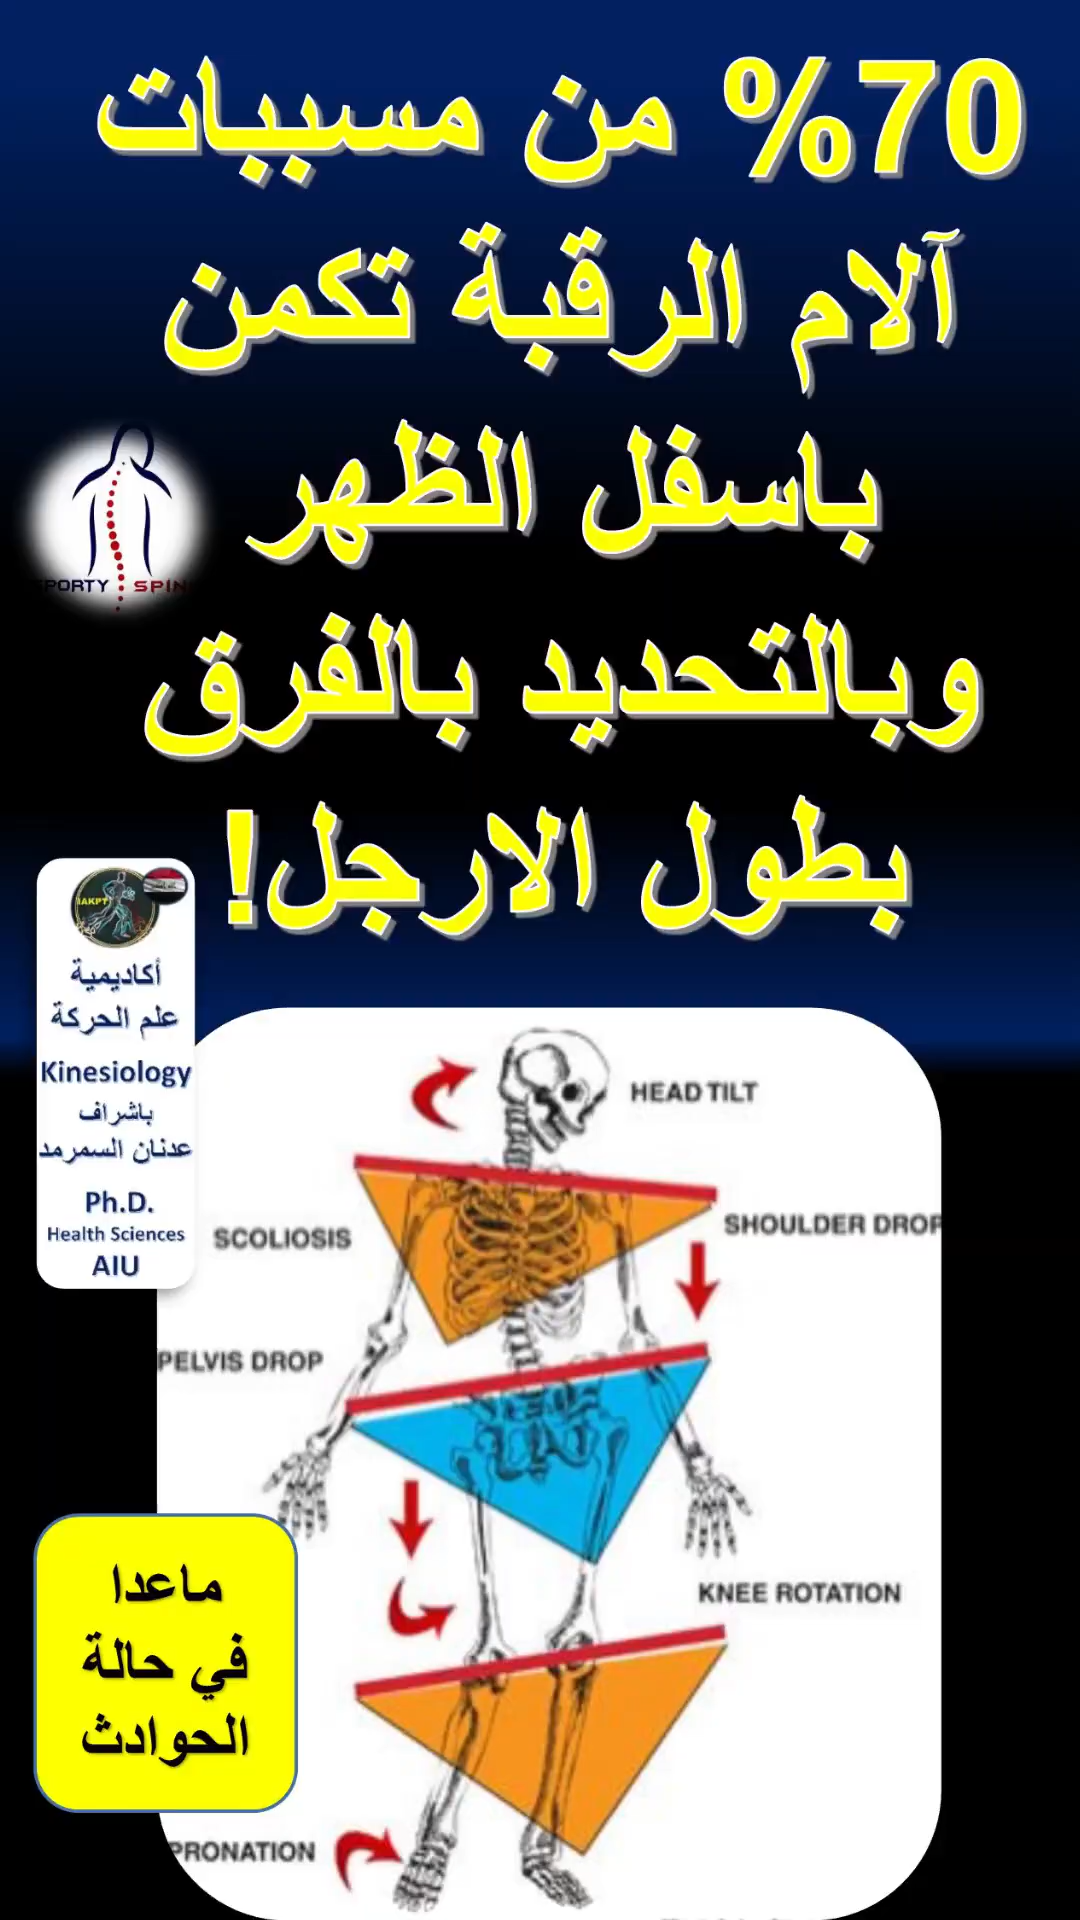 %70 من مسببات
آلام الرقبة تكمن
باسفل الظهر
وبالتحديد بالفرق
بطول الارجل!
PORTY SPIN
IAKPT
أكاديمية
علم الحركة
Kinesiology
باشراف
عدنان السمرمد
Ph.D.
Health Sciences
AIU
HEAD TILT
SCOLIOSIS
SHOULDER DROP
PELVIS DROP
KNEE ROTATION
ماعدا
في حالة
الحوادث
PRONATION